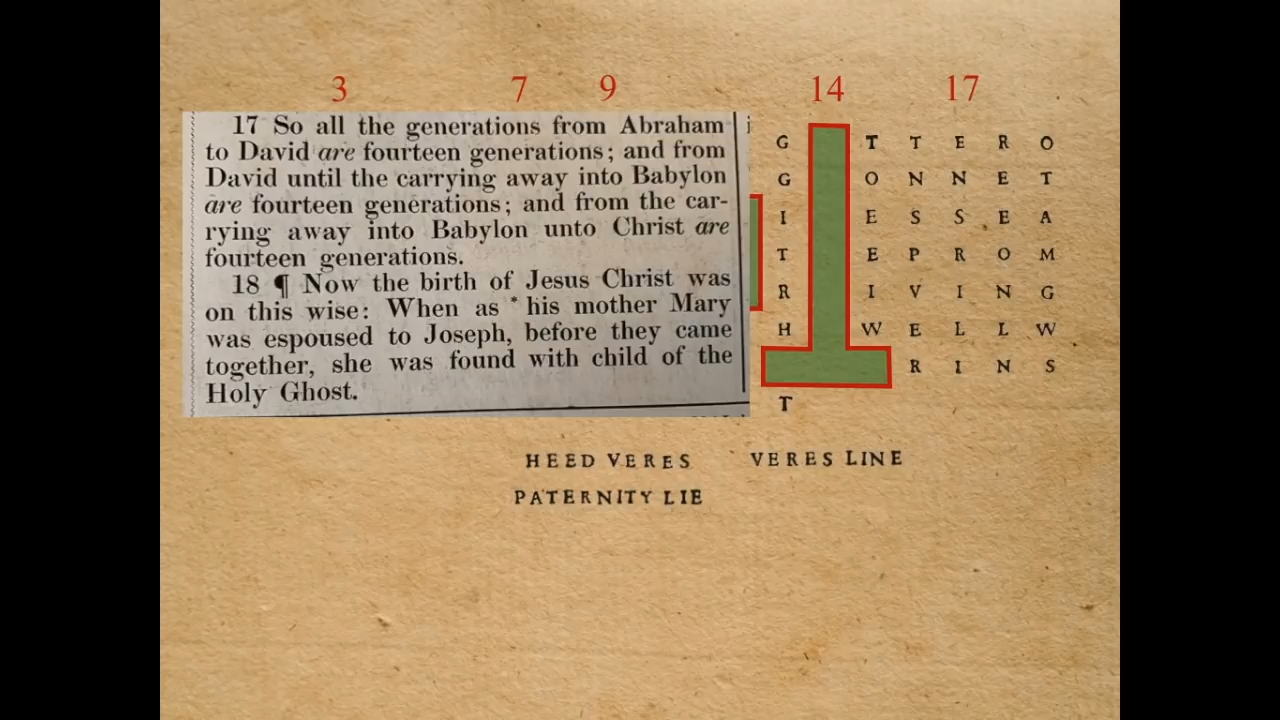 3 7 9 14 17
17 So all the generations from Abraham
to David are fourteen generations; and from
David until the carrying away into Babylon
are fourteen generations; and from the car-
rying away into Babylon unto Christ are
fourteen generations.
18 ¶ Now the birth of Jesus Christ was
on this wise: When as * his mother Mary
was espoused to Joseph, before they came
together, she was found with child of the
Holy Ghost.
G T T E R O
G O N N E T
I E S S E A
T E P R O M
R I V I N G
H W E L L W
R I N S
T
HEED VERES VERES LINE
PATERNITY LIE